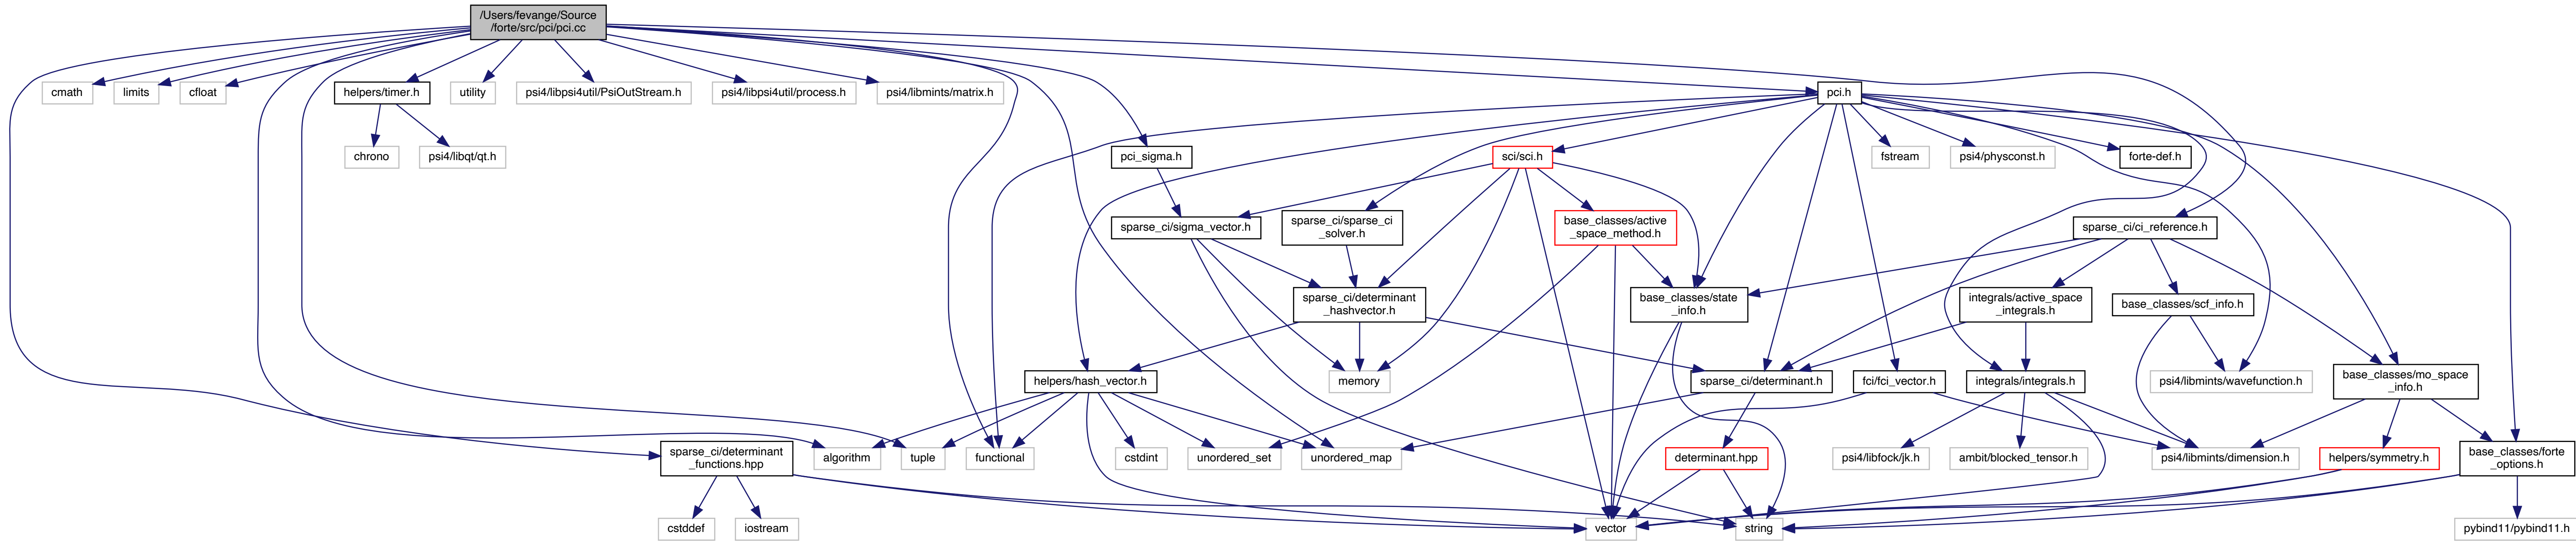 /Users/fevange/Source
/forte/src/pci/pci.cc
cmath
limits
cfloat
helpers/timer.h
utility
psi4/libpsi4util/PsiOutStream.h
psi4/libpsi4util/process.h
psi4/libmints/matrix.h
pci.h
chrono
psi4/libqt/qt.h
pci_sigma.h
sci/sci.h
fstream
psi4/physconst.h
forte-def.h
sparse_ci/sigma_vector.h
sparse_ci/sparse_ci
_solver.h
base_classes/active
_space_method.h
sparse_ci/ci_reference.h
sparse_ci/determinant
_hashvector.h
base_classes/state
_info.h
integrals/active_space
_integrals.h
base_classes/scf_info.h
helpers/hash_vector.h
memory
sparse_ci/determinant.h
fci/fci_vector.h
integrals/integrals.h
psi4/libmints/wavefunction.h
base_classes/mo_space
_info.h
sparse_ci/determinant
_functions.hpp
algorithm
tuple
functional
cstdint
unordered_set
unordered_map
determinant.hpp
psi4/libfock/jk.h
ambit/blocked_tensor.h
psi4/libmints/dimension.h
helpers/symmetry.h
base_classes/forte
_options.h
cstddef
iostream
vector
string
pybind11/pybind11.h